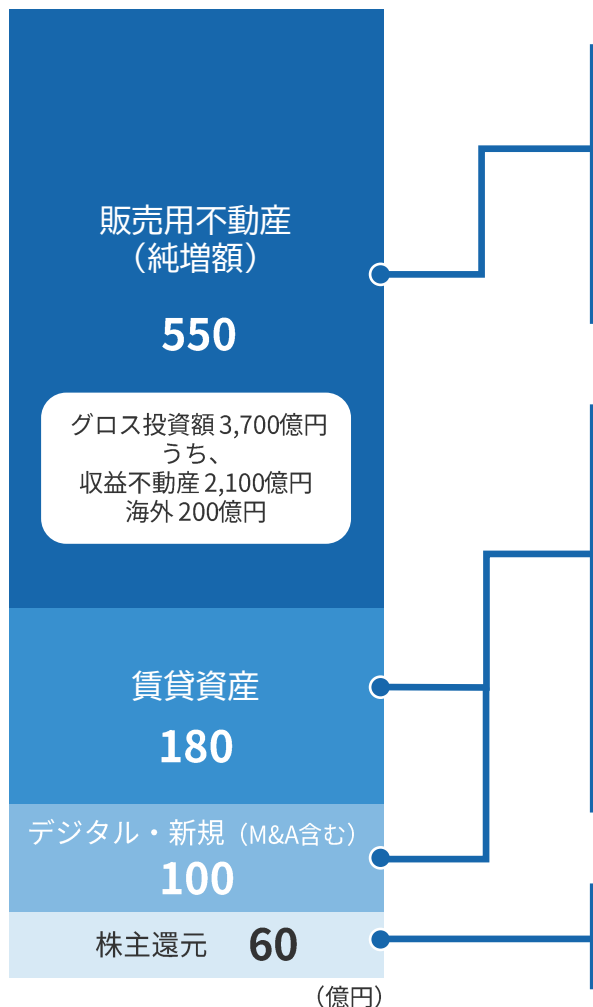 販売用不動産
（純増額）
550
グロス投資額 3,700億円
うち、
収益不動産 2,100億円
海外 200億円
賃貸資産
180
デジタル・新規（M&A含む）
100
株主還元 60
（億円）